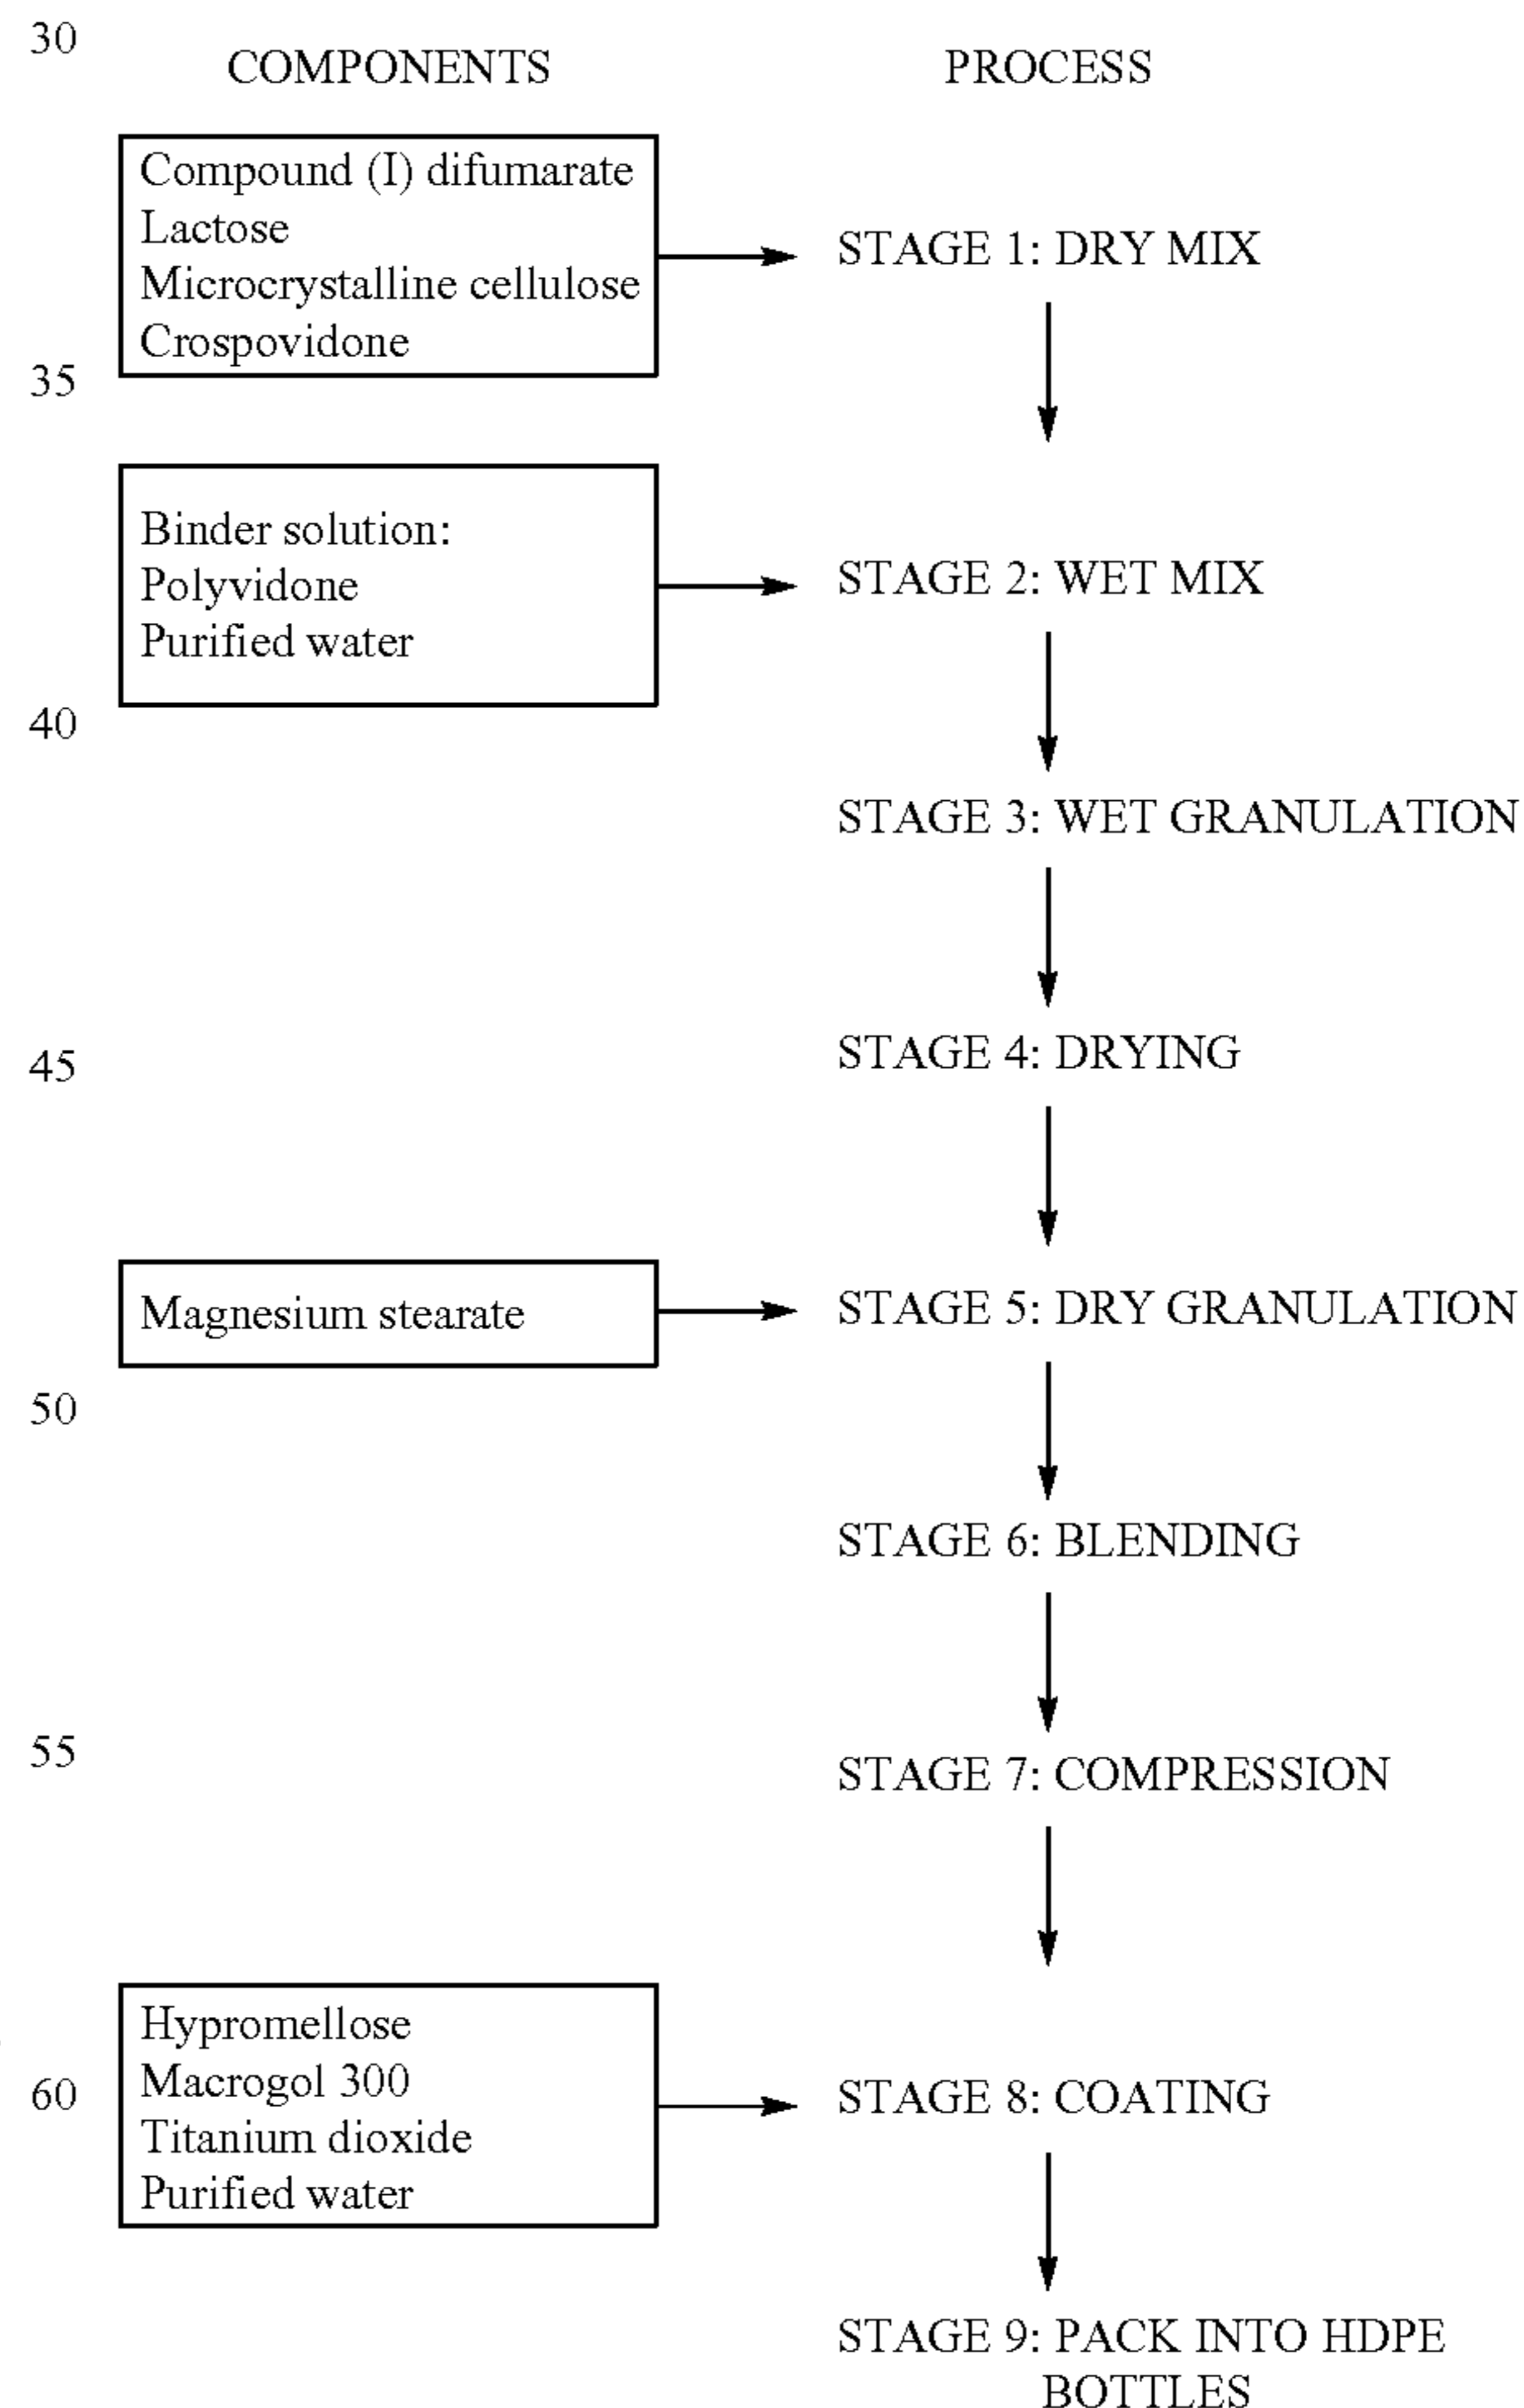 30
COMPONENTS PROCESS
Compound (I) difumarate
Lactose
STAGE 1: DRY MIX
Microcrystalline cellulose
Crospovidone
35
Binder solution:
Polyvidone
STAGE 2: WET MIX
Purified water
40
STAGE 3: WET GRANULATION
45
STAGE 4: DRYING
Magnesium stearate
STAGE 5: DRY GRANULATION
50
STAGE 6: BLENDING
55
STAGE 7: COMPRESSION
Hypromellose
Macrogol 300
60
STAGE 8: COATING
Titanium dioxide
Purified water
STAGE 9: PACK INTO HDPE
BOTTLES